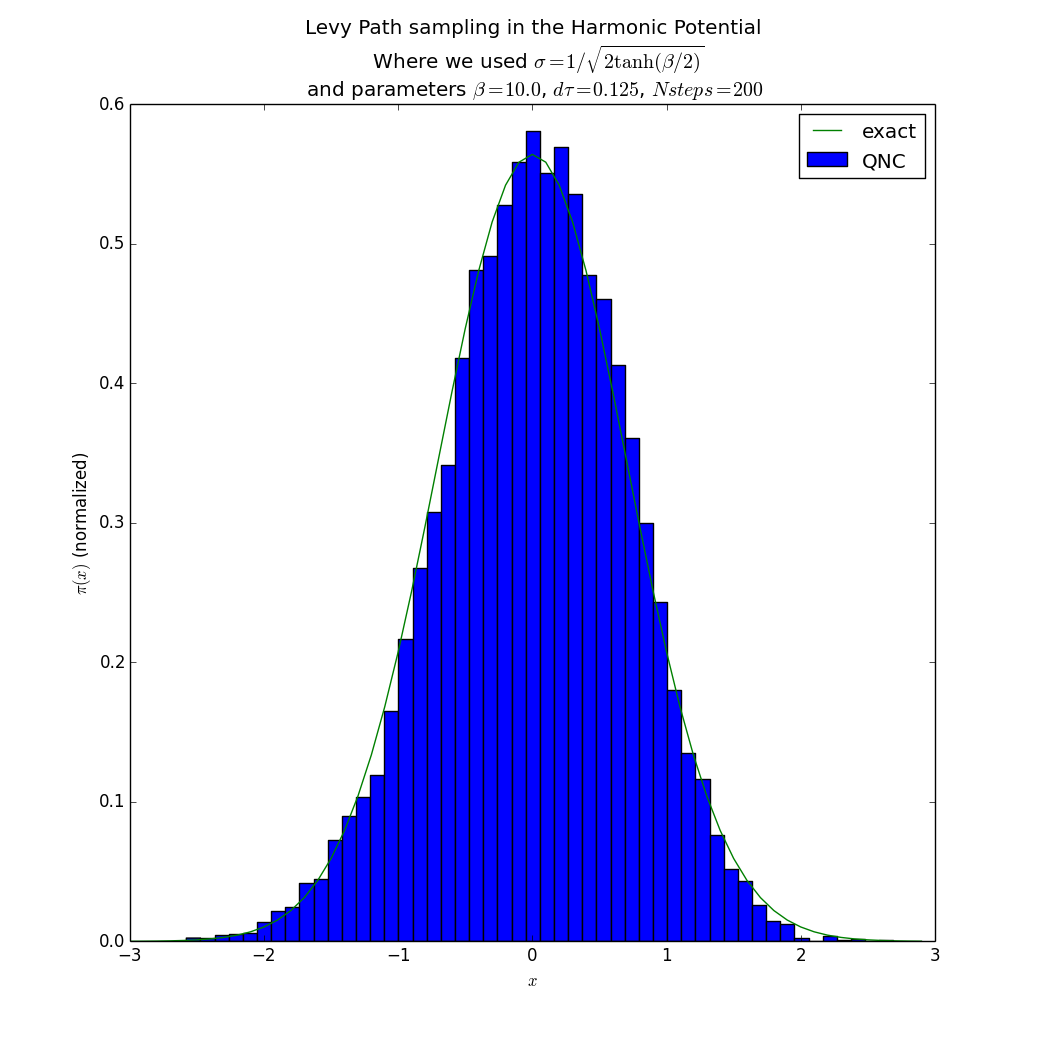 Levy Path sampling in the Harmonic Potential
Where we used σ=1/√2tanh(β/2)
and parameters β=10.0, dτ=0.125, Nsteps=200
0.6
0.5
0.4
0.3
0.2
0.1
0.0
π(x) (normalized)
exact
QNC
−3
−2
−1
0
1
2
3
x